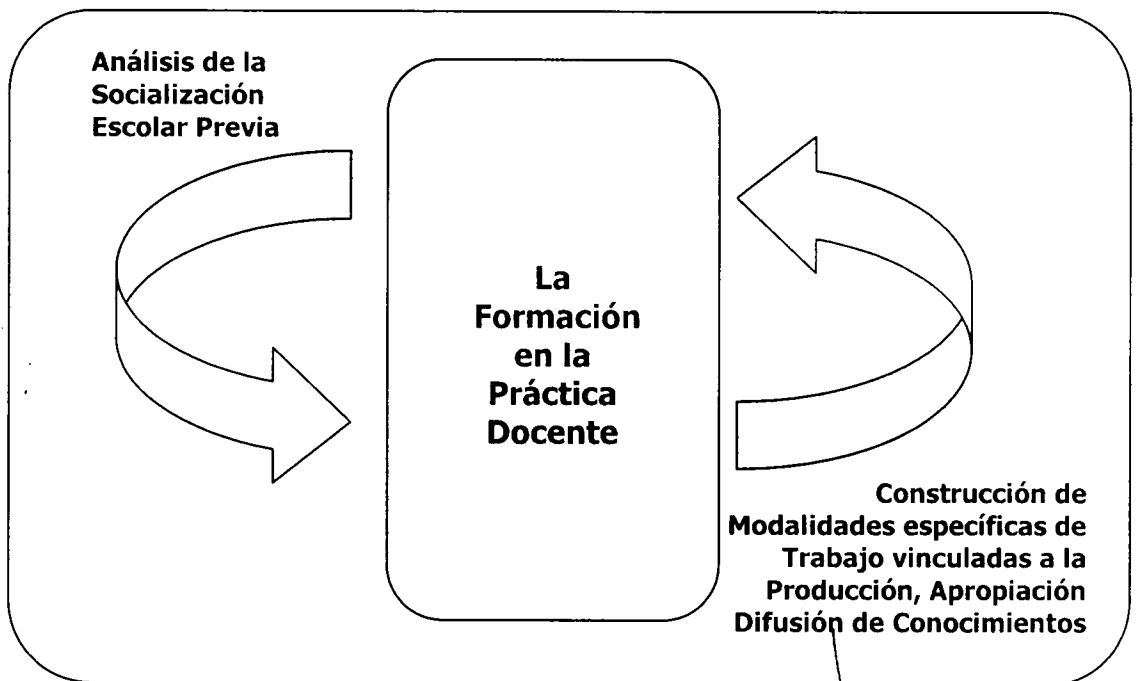 Análisis de la
Socialización
Escolar Previa
La
Formación
en la
Práctica
Docente
Construcción de
Modalidades específicas de
Trabajo vinculadas a la
Producción, Apropiación
Difusión de Conocimientos